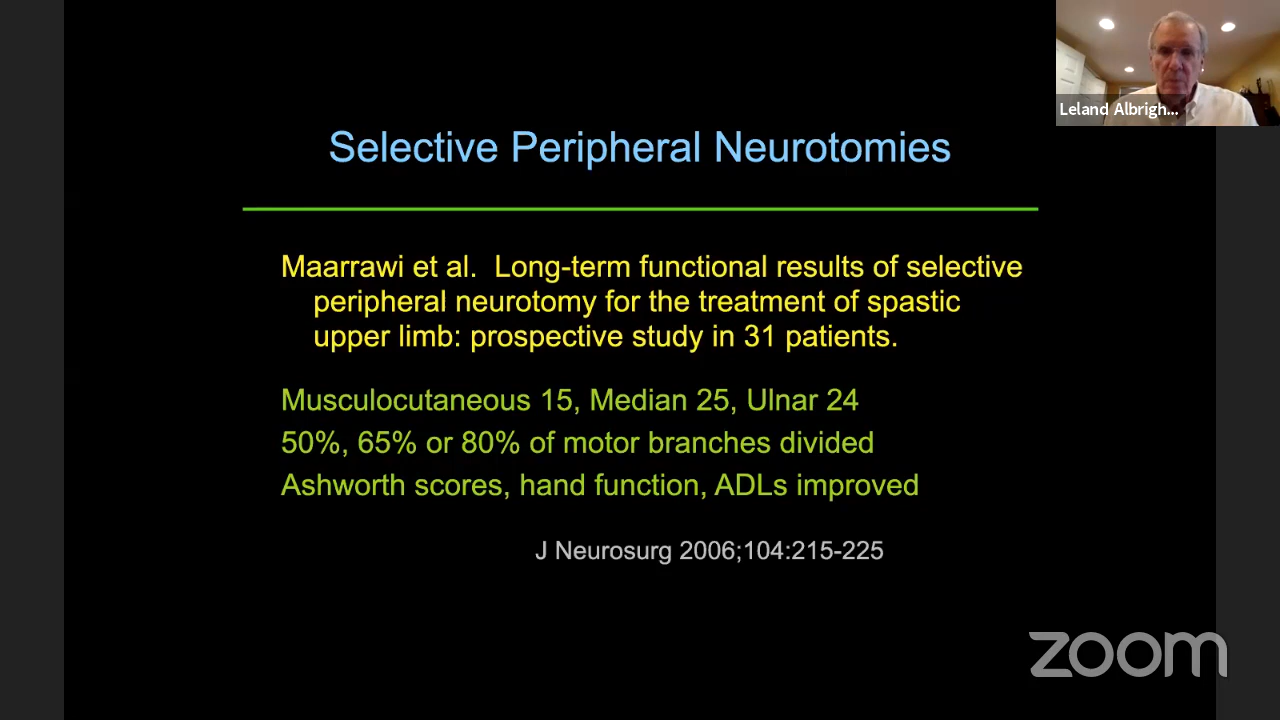 Leland Albrigh...
Selective Peripheral Neurotomies
Maarrawi et al.  Long-term functional results of selective
peripheral neurotomy for the treatment of spastic
upper limb: prospective study in 31 patients.
Musculocutaneous 15, Median 25, Ulnar 24
50%, 65% or 80% of motor branches divided
Ashworth scores, hand function, ADLs improved
J Neurosurg 2006;104:215-225
zoom